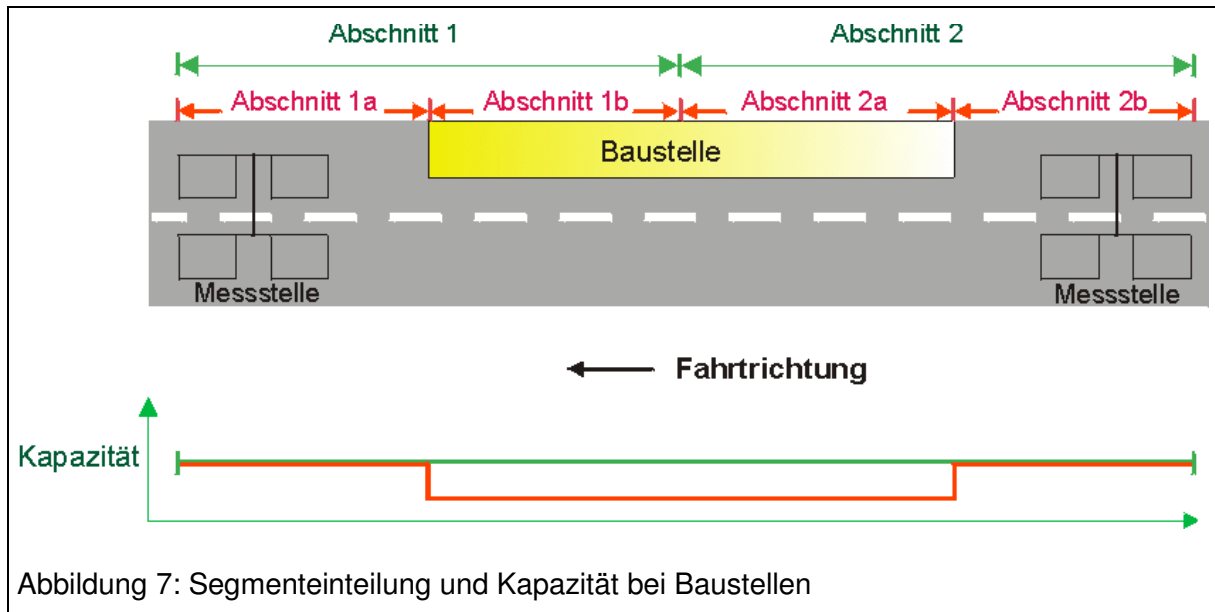 Abschnitt 1
Abschnitt 2
Abschnitt 1a
Abschnitt 1b
Abschnitt 2a
Abschnitt 2b
Baustelle
Messstelle
Messstelle
Fahrtrichtung
Kapazität
Abbildung 7: Segmenteinteilung und Kapazität bei Baustellen